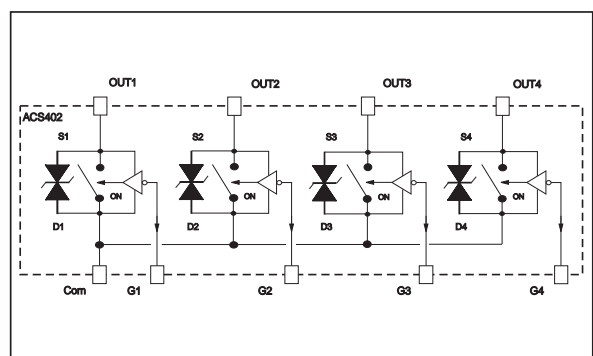 OUT1 OUT2 OUT3 OUT4
ACS402
S1 S2 S3 S4
ON ON ON ON
D1 D2 D3 D4
Com G1 G2 G3 G4